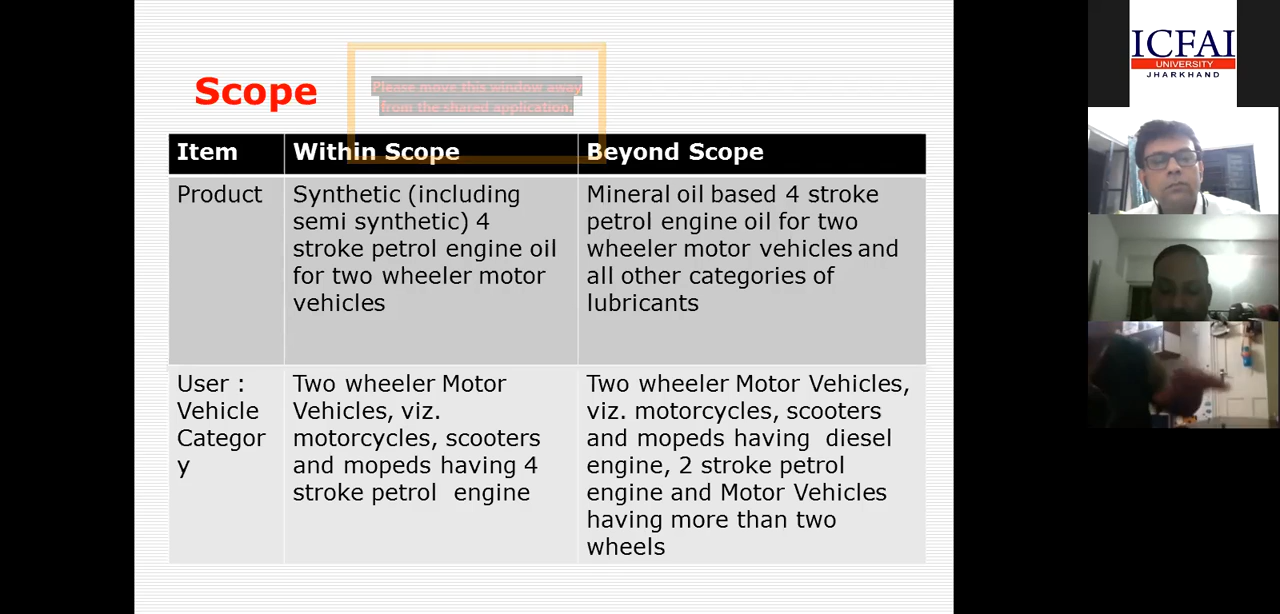 Scope
Please move this window away
from the shared application.
Item
Within Scope
Beyond Scope
Product
Synthetic (including
semi synthetic) 4
stroke petrol engine oil
for two wheeler motor
vehicles
Mineral oil based 4 stroke
petrol engine oil for two
wheeler motor vehicles and
all other categories of
lubricants
User :
Vehicle
Categor
y
Two wheeler Motor
Vehicles, viz.
motorcycles, scooters
and mopeds having 4
stroke petrol engine
Two wheeler Motor Vehicles,
viz. motorcycles, scooters
and mopeds having diesel
engine, 2 stroke petrol
engine and Motor Vehicles
having more than two
wheels
ICFAI
UNIVERSITY
JHARKHAND